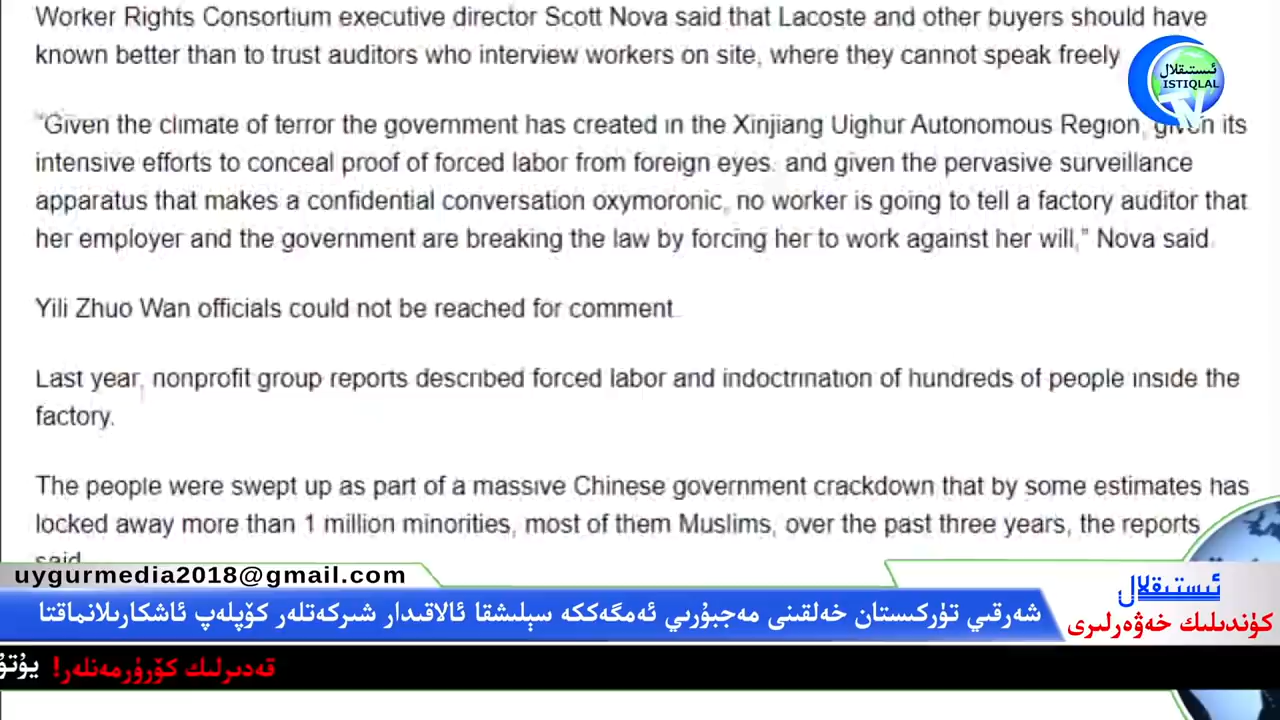 Worker Rights Consortium executive director Scott Nova said that Lacoste and other buyers should have
known better than to trust auditors who interview workers on site, where they cannot speak freely
ئىستىقلال
ISTIQLAL
TV
"Given the climate of terror the government has created in the Xinjiang Uighur Autonomous Region, given its
intensive efforts to conceal proof of forced labor from foreign eyes. and given the pervasive surveillance
apparatus that makes a confidential conversation oxymoronic, no worker is going to tell a factory auditor that
her employer and the government are breaking the law by forcing her to work against her will,” Nova said.
Yili Zhuo Wan officials could not be reached for comment
Last year, nonprofit group reports described forced labor and indoctrination of hundreds of people inside the
factory.
The people were swept up as part of a massive Chinese government crackdown that by some estimates has
locked away more than 1 million minorities, most of them Muslims, over the past three years, the reports
said
uygurmedia2018@gmail.com
ئىستىقلال
كۈندىلىك خەۋەرلىرى
شەرقىي تۈركىستان خەلقىنى مەجبۇرىي ئەمگەككە سېلىشقا ئالاقىدار شىركەتلەر كۆپلەپ ئاشكارىلانماقتا
قەدىرلىك كۆرۈرمەنلەر!